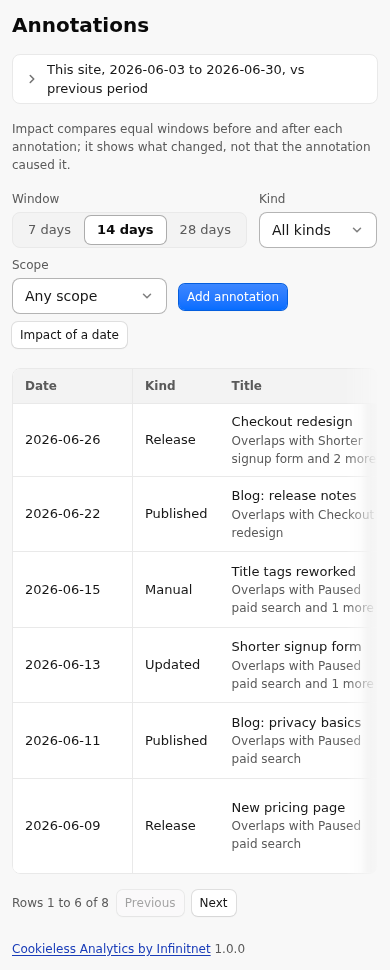 Annotations
This site, 2026-06-03 to 2026-06-30, vs
previous period
Impact compares equal windows before and after each
annotation; it shows what changed, not that the annotation
caused it.
Window
Kind
7 days
14 days
28 days
All kinds
Scope
Any scope
Add annotation
Impact of a date
Date
Kind
Title
2026-06-26
Release
Checkout redesign
Overlaps with Shorter
signup form and 2 more
2026-06-22
Published
Blog: release notes
Overlaps with Checkout
redesign
2026-06-15
Manual
Title tags reworked
Overlaps with Paused
paid search and 1 more
2026-06-13
Updated
Shorter signup form
Overlaps with Paused
paid search and 1 more
2026-06-11
Published
Blog: privacy basics
Overlaps with Paused
paid search
2026-06-09
Release
New pricing page
Overlaps with Paused
paid search
Rows 1 to 6 of 8
Previous
Next
Cookieless Analytics by Infinitnet 1.0.0